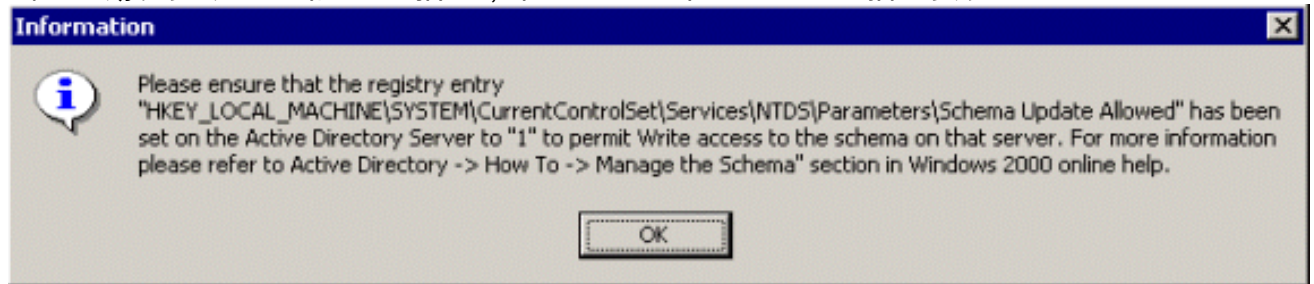 Information
Please ensure that the registry entry
"HKEY_LOCAL_MACHINE\SYSTEM\CurrentControlSet\Services\NTDS\Parameters\Schema Update Allowed" has been
set on the Active Directory Server to "1" to permit Write access to the schema on that server. For more information
please refer to Active Directory -> How To -> Manage the Schema" section in Windows 2000 online help.
OK